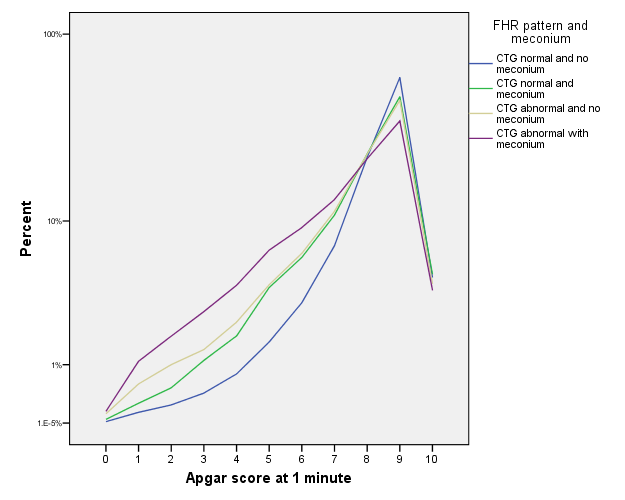 FHR pattern and
meconium
CTG normal and no
meconium
CTG normal and
meconium
CTG abnormal and no
meconium
CTG abnormal with
meconium
100%
10%
1%
1.E-5%
Percent
0 1 2 3 4 5 6 7 8 9 10
Apgar score at 1 minute